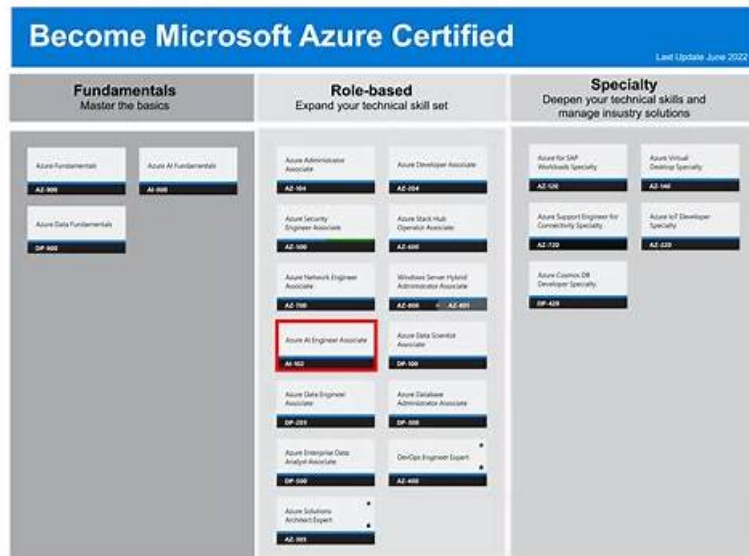 Become Microsoft Azure Certified
Last Update June 2022
Fundamentals
Master the basics
Azure Fundamentals
AZ-900
Azure AI Fundamentals
AI-900
Azure Data Fundamentals
DP-900
Role-based
Expand your technical skill set
Azure Administrator
Associate
AZ-104
Azure Developer Associate
AZ-204
Azure Security
Engineer Associate
AZ-500
Azure Stack Hub
Operator Associate
AZ-600
Azure Network Engineer
Associate
AZ-700
Windows Server Hybrid
Administrator Associate
AZ-800 + AZ-801
Azure AI Engineer Associate
AI-102
Azure Data Scientist
Associate
DP-100
Azure Data Engineer
Associate
DP-203
Azure Database
Administrator Associate
DP-300
Azure Enterprise Data
Analyst Associate
DP-500
DevOps Engineer Expert
AZ-400
Azure Solutions
Architect Expert
AZ-305
Specialty
Deepen your technical skills and
manage insustry solutions
Azure for SAP
Workloads Specialty
AZ-120
Azure Virtual
Desktop Specialty
AZ-140
Azure Support Engineer for
Connectivity Specialty
AZ-720
Azure IoT Developer
Specialty
AZ-220
Azure Cosmos DB
Developer Specialty
DP-420